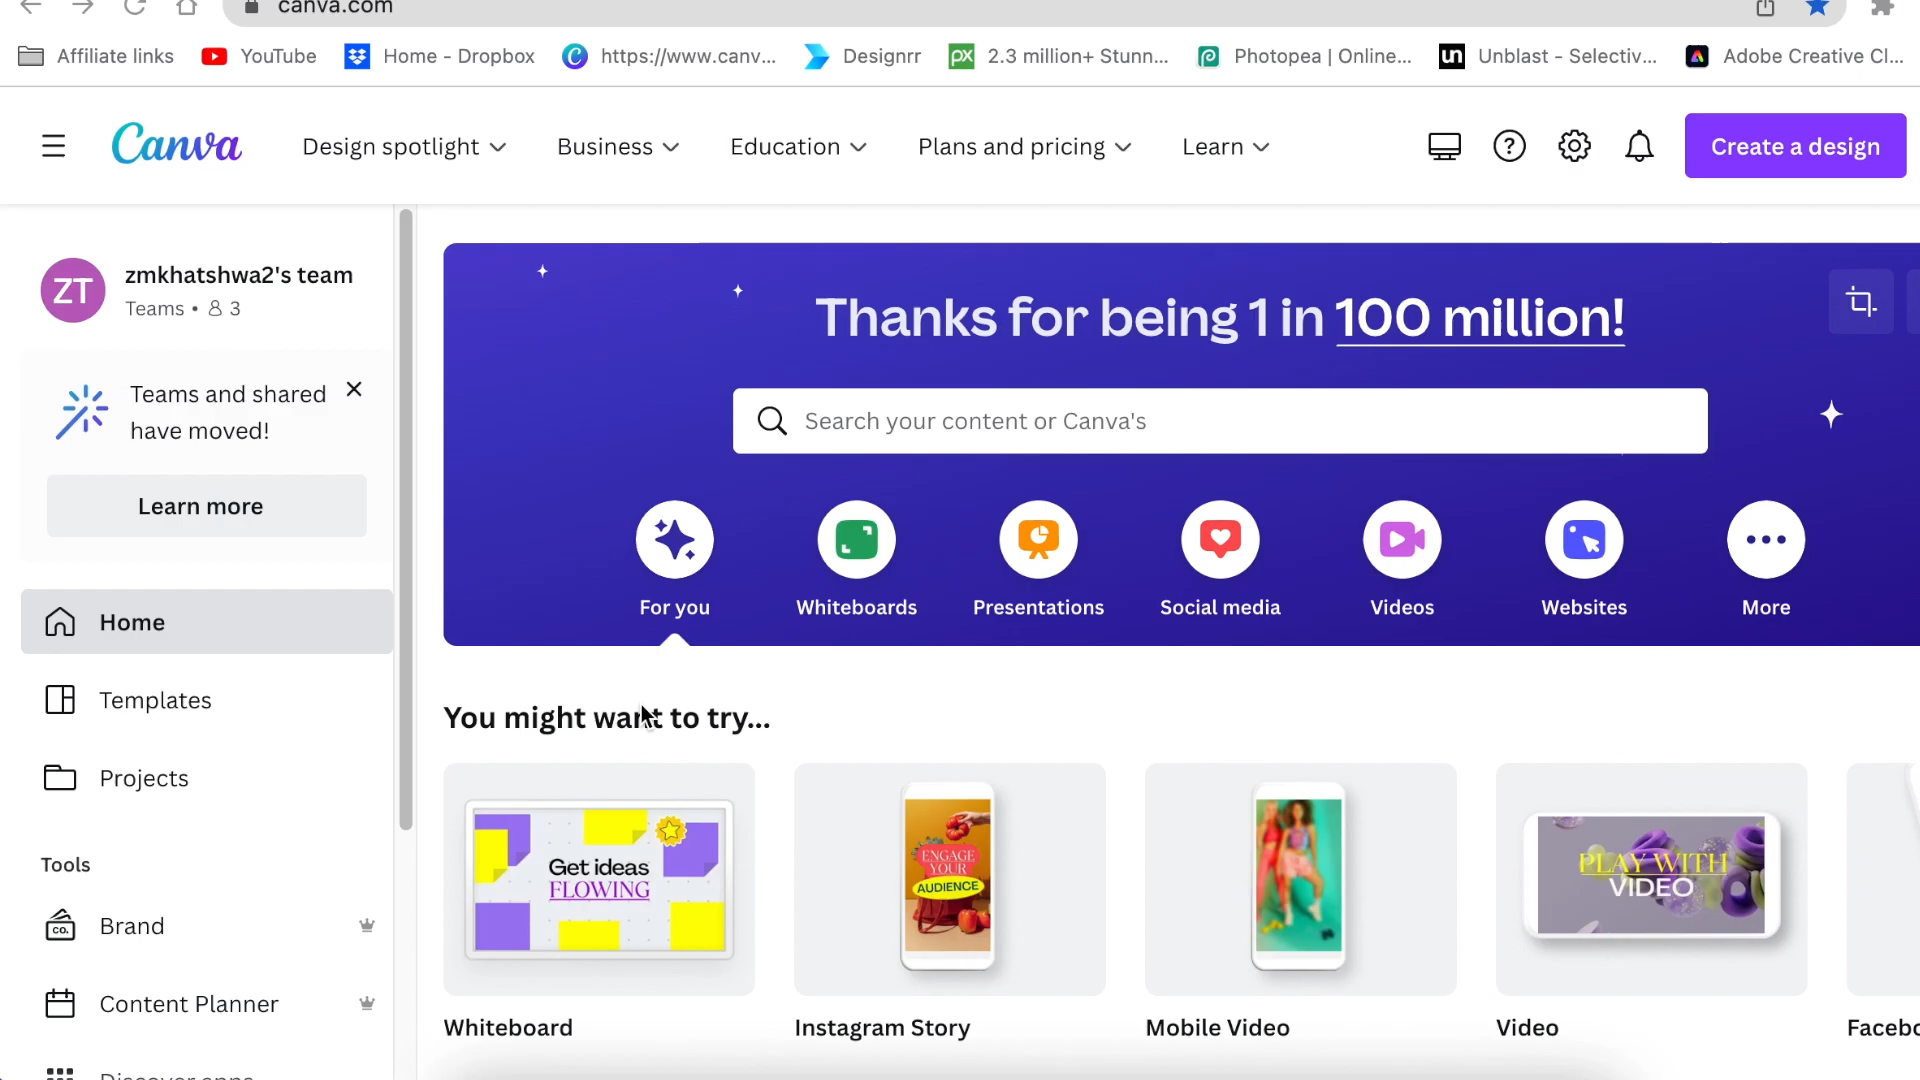 canva.com
Affiliate links
YouTube
Home - Dropbox
https://www.canv...
Designrr
2.3 million+ Stunn...
Photopea | Online...
Unblast - Selectiv...
Adobe Creative Cl...
Canva
Design spotlight
Business
Education
Plans and pricing
Learn
Create a design
ZT
zmkhatshwa2's team
Teams • 3
Teams and shared
have moved!
Learn more
Home
Templates
Projects
Tools
CO.
Brand
Content Planner
Discover apps
Thanks for being 1 in 100 million!
Search your content or Canva's
For you
Whiteboards
Presentations
Social media
Videos
Websites
More
You might want to try...
Get ideas
FLOWING
ENGAGE
YOUR
AUDIENCE
PLAY WITH
VIDEO
Whiteboard
Instagram Story
Mobile Video
Video